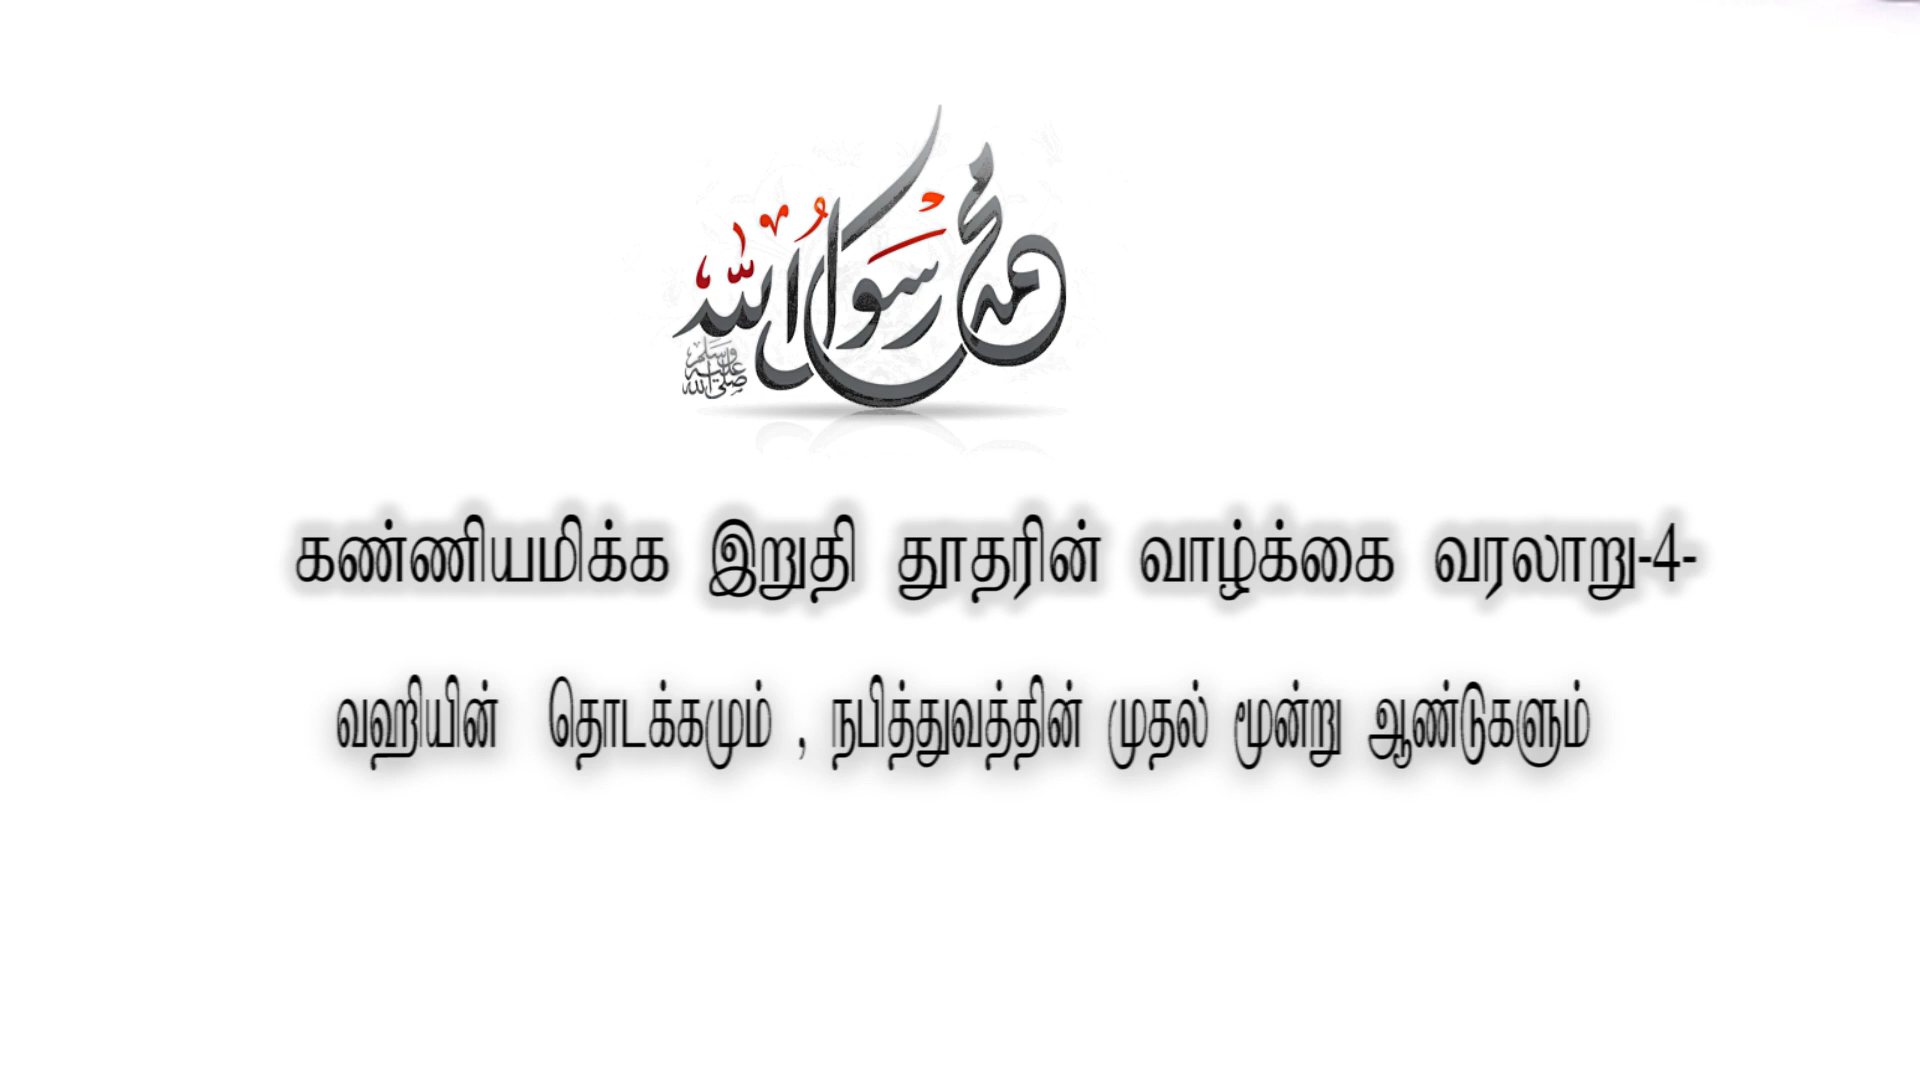 محمد رسول الله
صلى الله عليه وسلم
கண்ணியமிக்க இறுதி தூதரின் வாழ்க்கை வரலாறு-4-
வஹியின் தொடக்கமும் , நபித்துவத்தின் முதல் மூன்று ஆண்டுகளும்